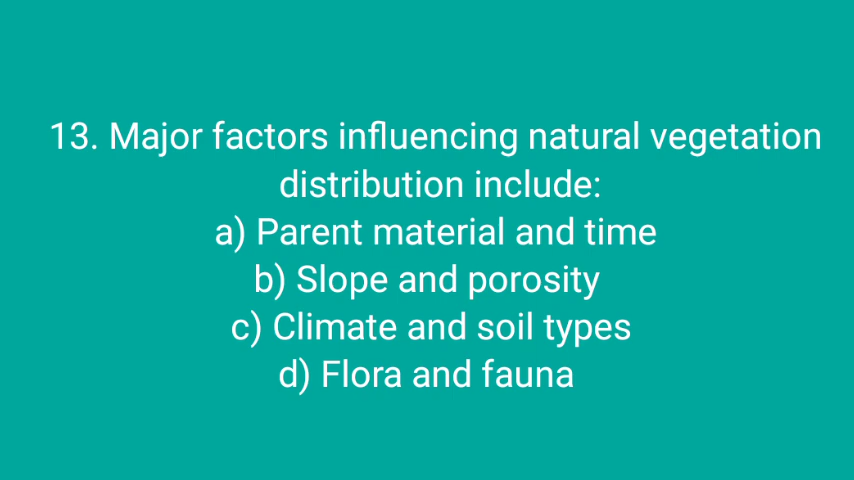 13. Major factors influencing natural vegetation
distribution include:
a) Parent material and time
b) Slope and porosity
c) Climate and soil types
d) Flora and fauna